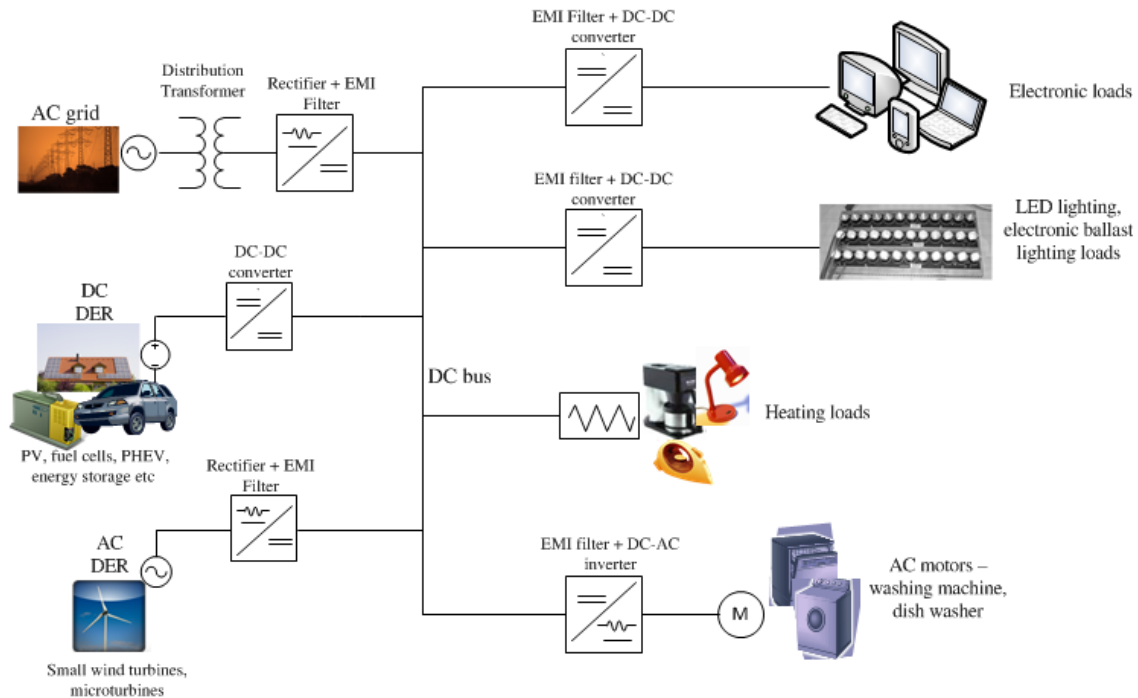 EMI Filter + DC-DC
converter
Distribution
Transformer
Rectifier + EMI
Filter
AC grid
Electronic loads
EMI filter + DC-DC
converter
LED lighting,
electronic ballast
lighting loads
DC-DC
converter
DC
DER
DC bus
Heating loads
PV, fuel cells, PHEV,
energy storage etc
Rectifier + EMI
Filter
AC
DER
EMI filter + DC-AC
inverter
M
AC motors –
washing machine,
dish washer
Small wind turbines,
microturbines